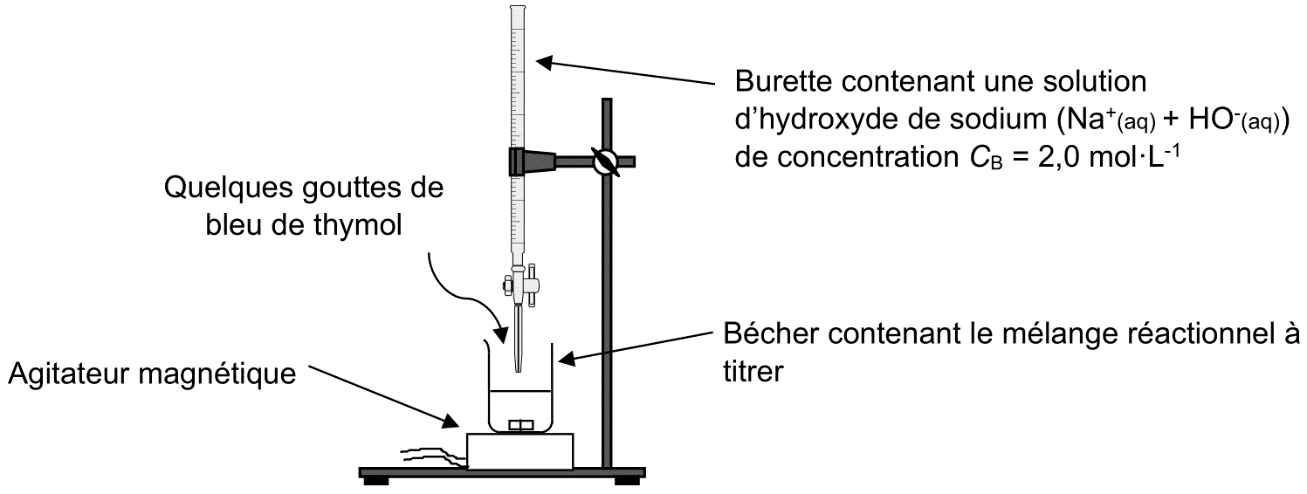 Burette contenant une solution
d'hydroxyde de sodium (Na⁺(aq) + HO⁻(aq))
de concentration C_B = 2,0 mol·L⁻¹
Quelques gouttes de
bleu de thymol
Bécher contenant le mélange réactionnel à
titrer
Agitateur magnétique